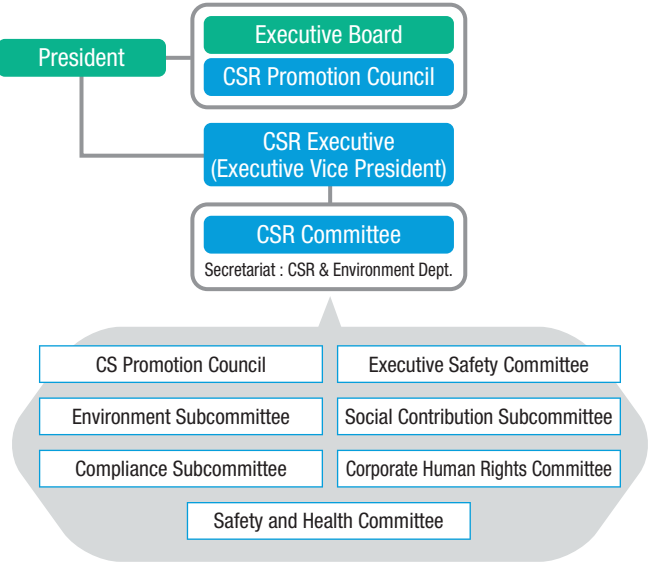 President
Executive Board
CSR Promotion Council
CSR Executive
(Executive Vice President)
CSR Committee
Secretariat : CSR & Environment Dept.
CS Promotion Council
Executive Safety Committee
Environment Subcommittee
Social Contribution Subcommittee
Compliance Subcommittee
Corporate Human Rights Committee
Safety and Health Committee